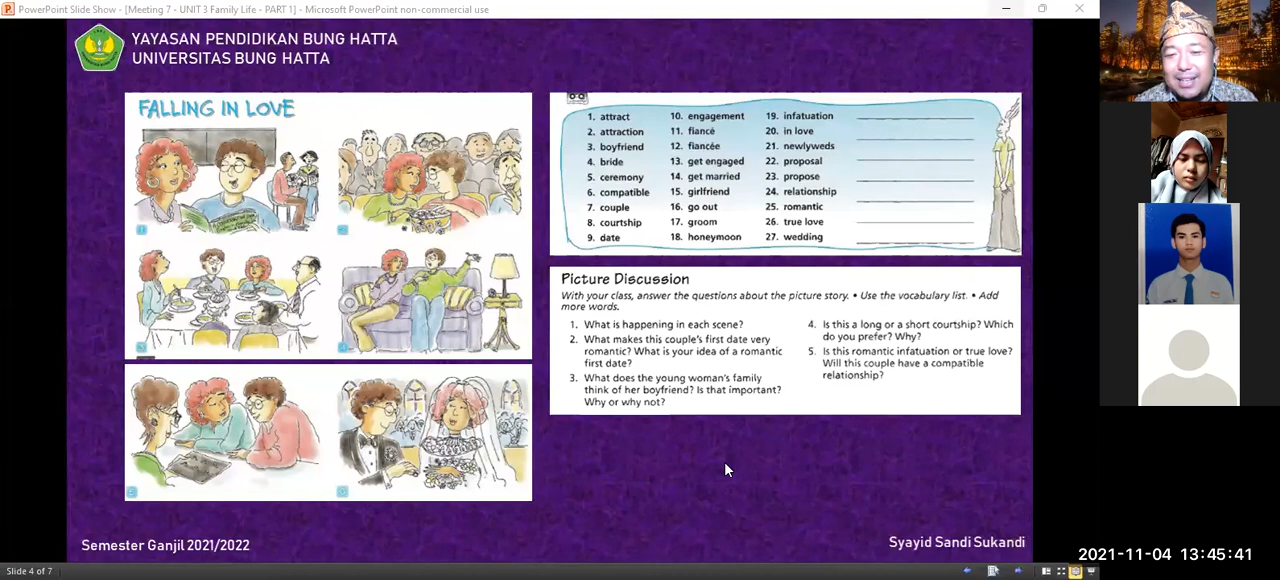 PowerPoint Slide Show - [Meeting 7 - UNIT 3 Family Life - PART 1] - Microsoft PowerPoint non-commercial use
YAYASAN PENDIDIKAN BUNG HATTA
UNIVERSITAS BUNG HATTA
FALLING IN LOVE
1. attract
2. attraction
3. boyfriend
4. bride
5. ceremony
6. compatible
7. couple
8. courtship
9. date
10. engagement
11. fiancé
12. fiancée
13. get engaged
14. get married
15. girlfriend
16. go out
17. groom
18. honeymoon
19. infatuation
20. in love
21. newlyweds
22. proposal
23. propose
24. relationship
25. romantic
26. true love
27. wedding
Picture Discussion
With your class, answer the questions about the picture story. • Use the vocabulary list. • Add
more words.
1. What is happening in each scene?
2. What makes this couple's first date very
romantic? What is your idea of a romantic
first date?
3. What does the young woman's family
think of her boyfriend? Is that important?
Why or why not?
4. Is this a long or a short courtship? Which
do you prefer? Why?
5. Is this romantic infatuation or true love?
Will this couple have a compatible
relationship?
Semester Ganjil 2021/2022
Syayid Sandi Sukandi
2021-11-04 13:45:41
Slide 4 of 7